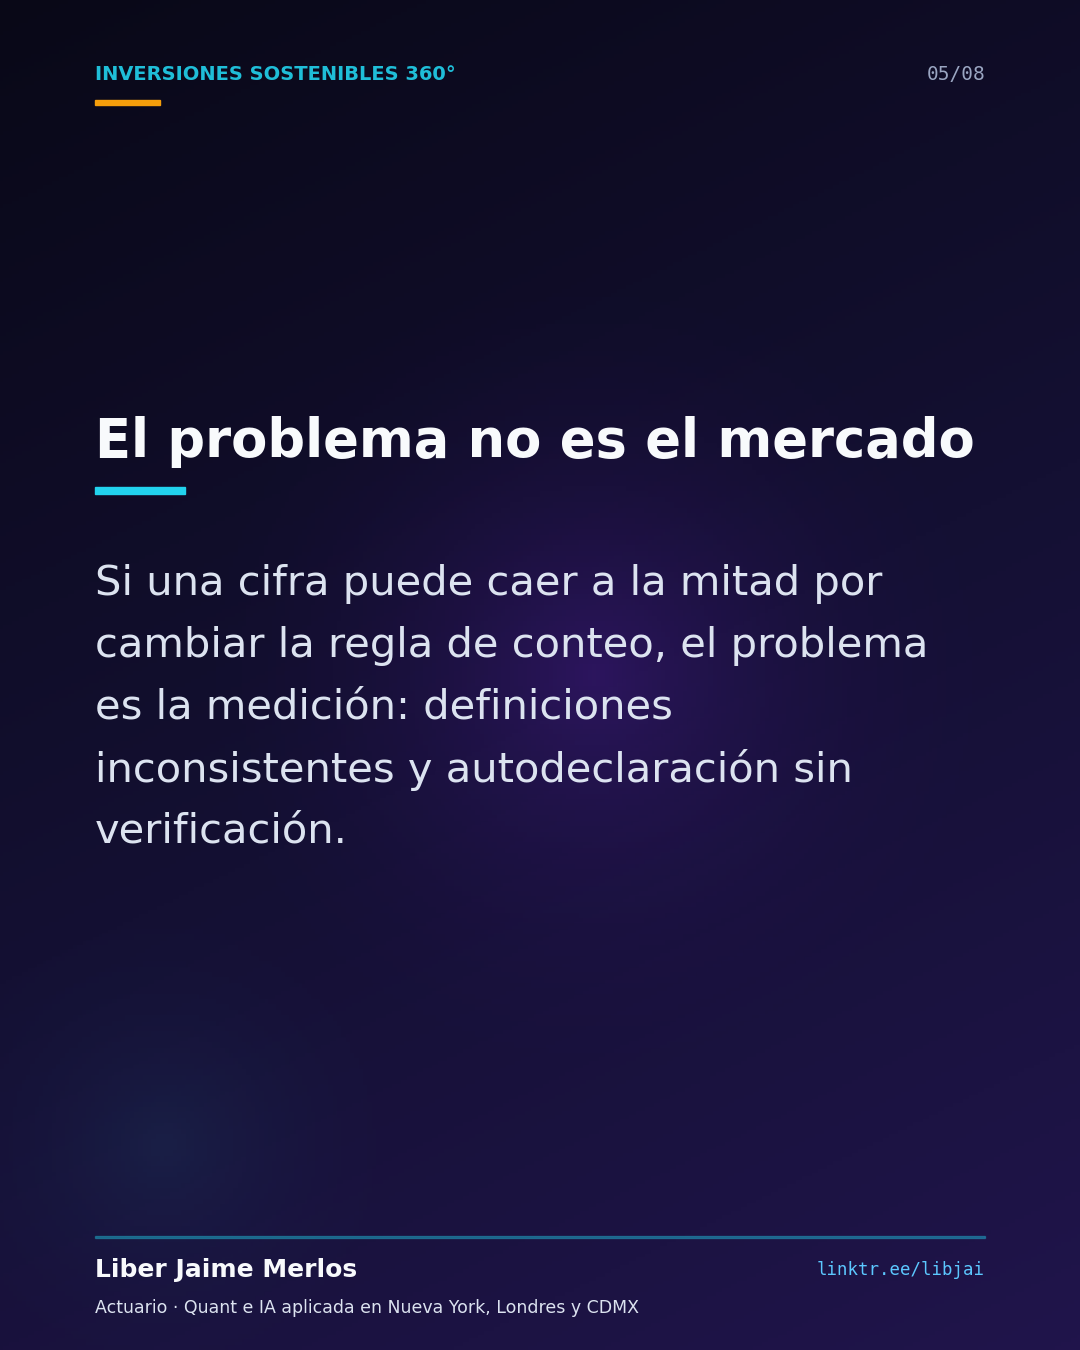 INVERSIONES SOSTENIBLES 360°
05/08
El problema no es el mercado
Si una cifra puede caer a la mitad por
cambiar la regla de conteo, el problema
es la medición: definiciones
inconsistentes y autodeclaración sin
verificación.
Liber Jaime Merlos
linktr.ee/libjai
Actuario · Quant e IA aplicada en Nueva York, Londres y CDMX